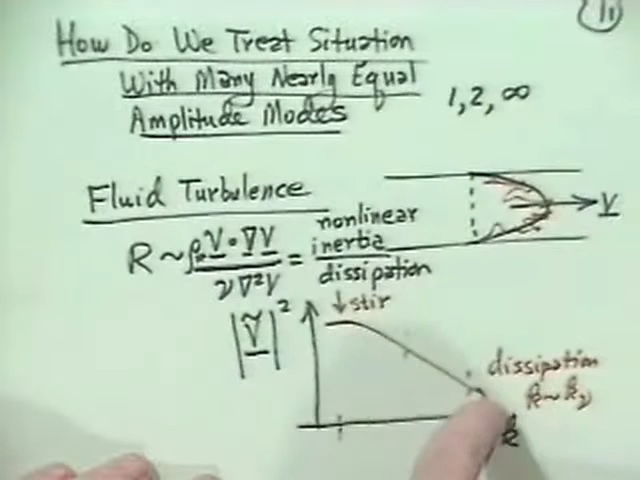 11
How Do We Treat Situation
With Many Nearly Equal
Amplitude Modes
1, 2, ∞
Fluid Turbulence
V
R ~ ρ V · ∇V / ν ∇²V = nonlinear inertia / dissipation
↓ stir
|Ṽ|²
dissipation
k ~ kν
k